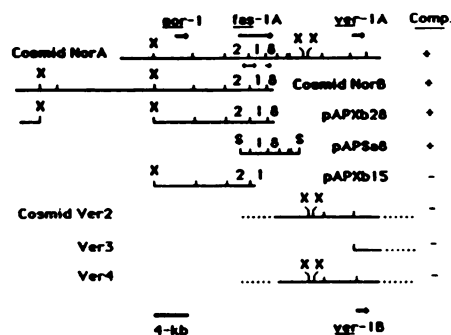 nor-1 fas-1A ver-1A Comp.
X X X
Cosmid NorA 2 1 8 +
X X 2 1 8 Cosmid NorB +
X X 2 1 8 pAPXb28 +
S 1 8 S pAPSa8 +
X 2 1 pAPXb15 -
X X
Cosmid Ver2 -
Ver3 -
X X
Ver4 -
4-kb ver-1B